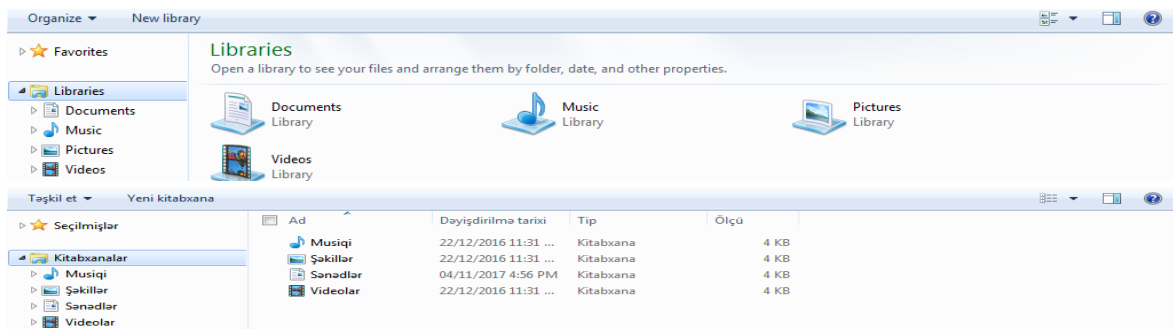 Organize New library
Favorites
Libraries
Documents
Music
Pictures
Videos
Libraries
Open a library to see your files and arrange them by folder, date, and other properties.
Documents
Library
Music
Library
Pictures
Library
Videos
Library
Təşkil et Yeni kitabxana
Seçilmişlər
Kitabxanalar
Musiqi
Şəkillər
Sənədlər
Videolar
Ad Dəyişdirilmə tarixi Tip Ölçü
Musiqi 22/12/2016 11:31 ... Kitabxana 4 KB
Şəkillər 22/12/2016 11:31 ... Kitabxana 4 KB
Sənədlər 04/11/2017 4:56 PM Kitabxana 4 KB
Videolar 22/12/2016 11:31 ... Kitabxana 4 KB